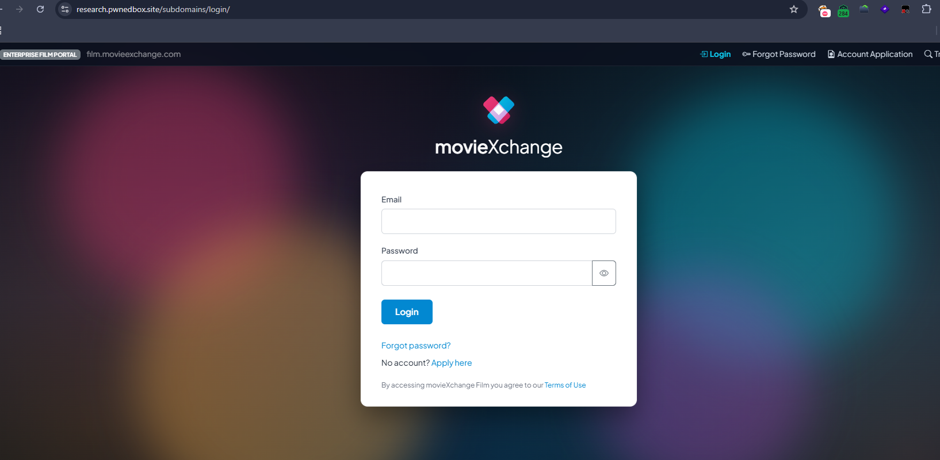 research.pwnedbox.site/subdomains/login/
284
ENTERPRISE FILM PORTAL film.movieexchange.com Login Forgot Password Account Application
movieXchange
Email
Password
Login
Forgot password?
No account? Apply here
By accessing movieXchange Film you agree to our Terms of Use